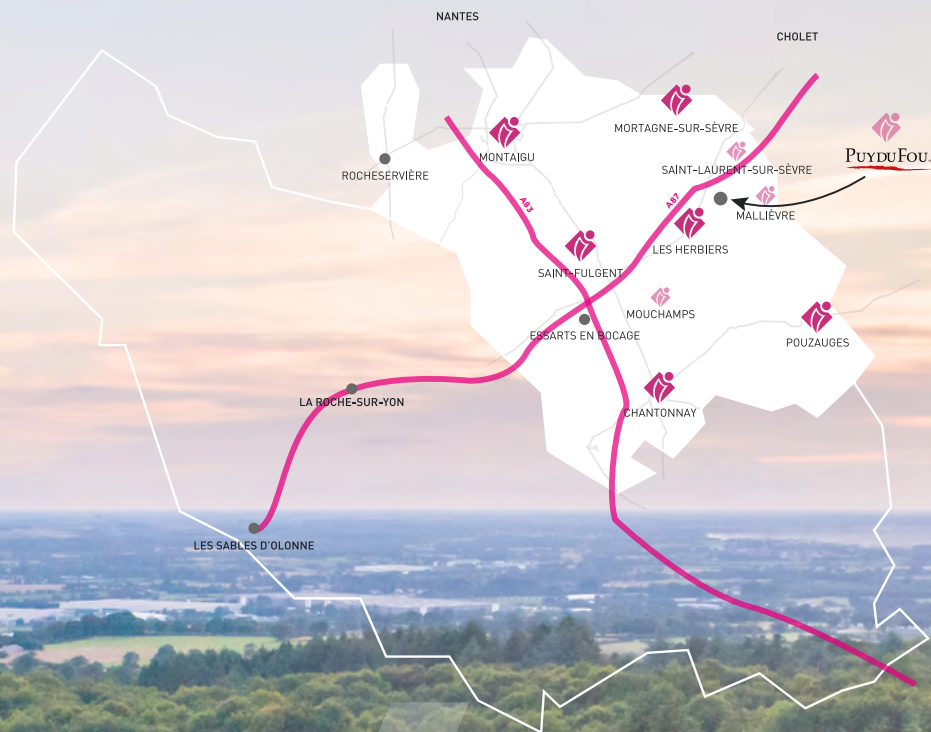 NANTES
CHOLET
MORTAGNE-SUR-SÈVRE
MONTAIGU
PUYDUFOU
ROCHESERVIÈRE
SAINT-LAURENT-SUR-SÈVRE
A83
A87
MALLIÈVRE
LES HERBIERS
SAINT-FULGENT
MOUCHAMPS
ESSARTS EN BOCAGE
POUZAUGES
LA ROCHE-SUR-YON
CHANTONNAY
LES SABLES D'OLONNE